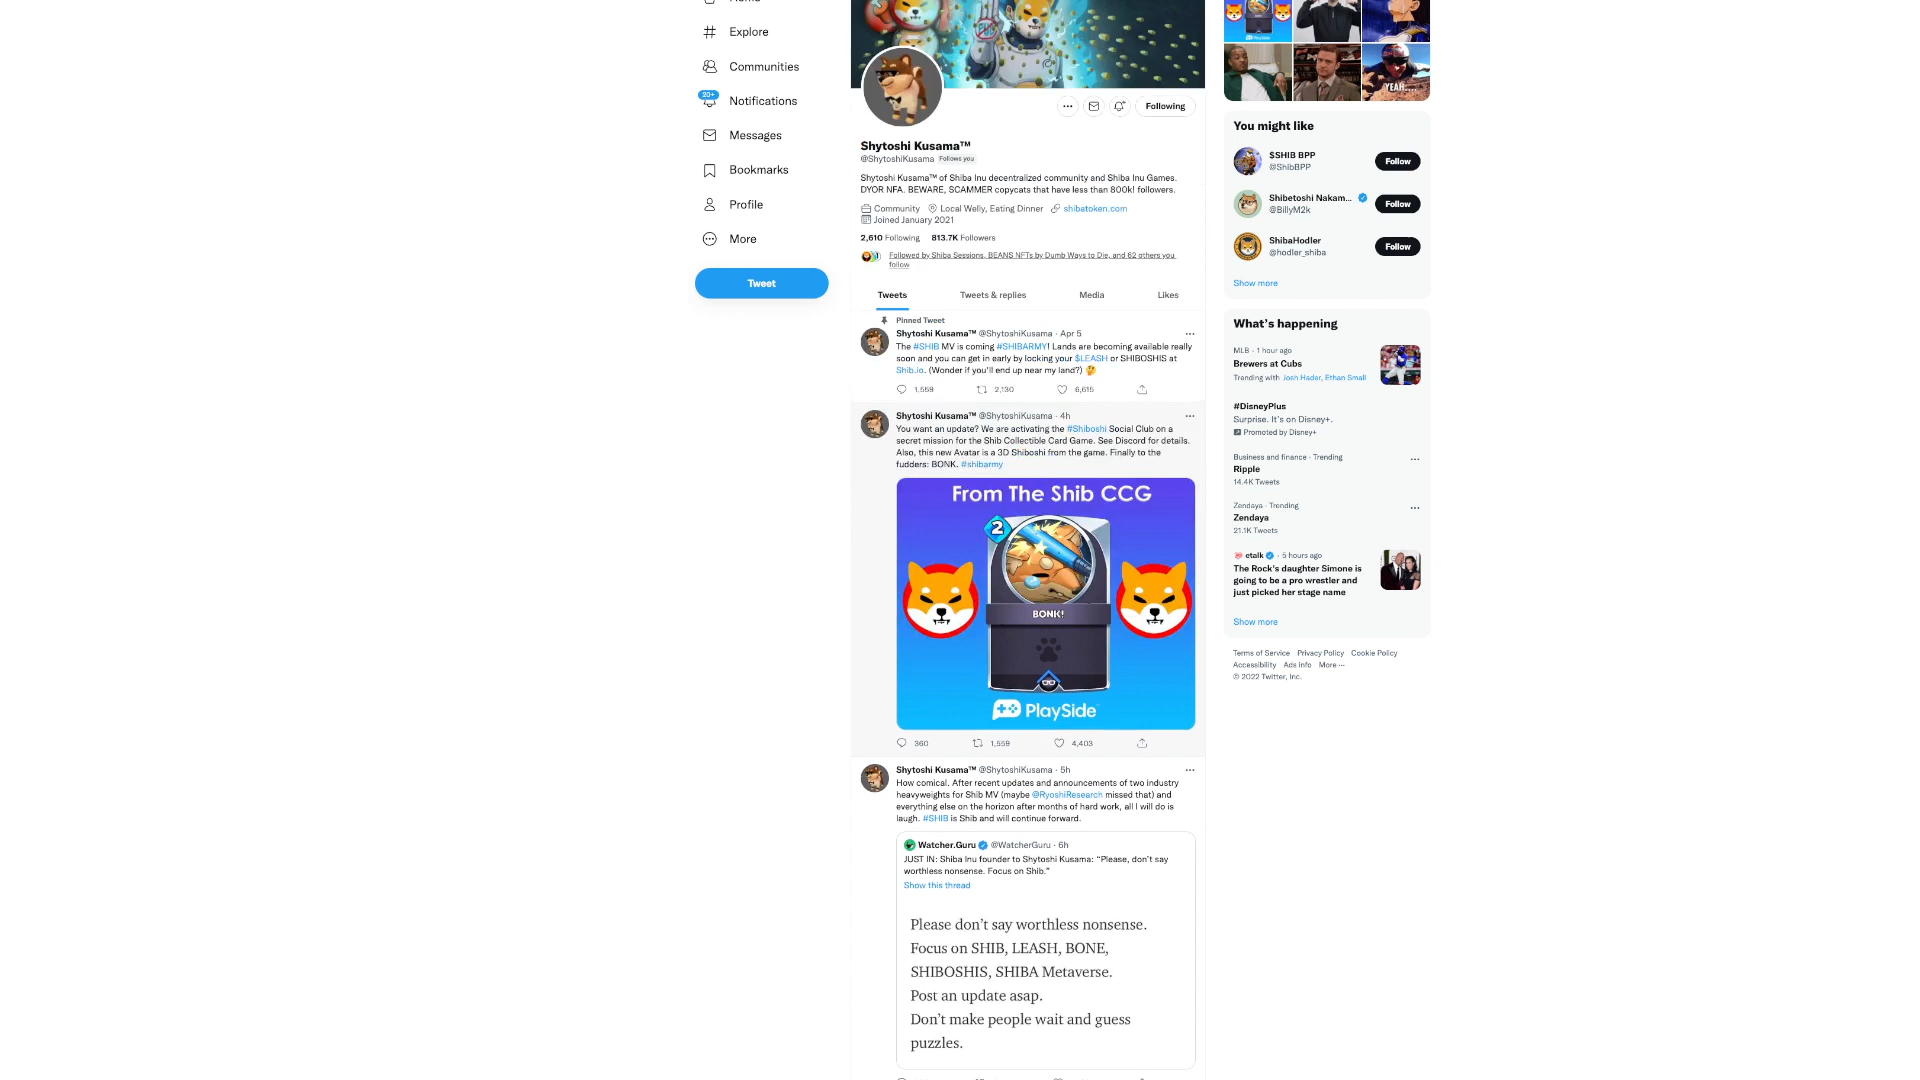 Explore
Communities
20+
Notifications
Messages
Bookmarks
Profile
More
Tweet
Following
Shytoshi Kusama™
@ShytoshiKusama Follows you
Shytoshi Kusama™ of Shiba Inu decentralized community and Shiba Inu Games.
DYOR NFA. BEWARE, SCAMMER copycats that have less than 800k! followers.
Community Local Welly, Eating Dinner shibatoken.com
Joined January 2021
2,610 Following 813.7K Followers
Followed by Shiba Sessions, BEANS NFTs by Dumb Ways to Die, and 62 others you
follow
Tweets Tweets & replies Media Likes
Pinned Tweet
Shytoshi Kusama™ @ShytoshiKusama · Apr 5
The #SHIB MV is coming #SHIBARMY! Lands are becoming available really
soon and you can get in early by locking your $LEASH or SHIBOSHIS at
Shib.io. (Wonder if you'll end up near my land?) 🤔
1,559 2,130 6,615
Shytoshi Kusama™ @ShytoshiKusama · 4h
You want an update? We are activating the #Shiboshi Social Club on a
secret mission for the Shib Collectible Card Game. See Discord for details.
Also, this new Avatar is a 3D Shiboshi from the game. Finally to the
fudders: BONK. #shibarmy
From The Shib CCG
2
BONK!
PlaySide
360 1,559 4,403
Shytoshi Kusama™ @ShytoshiKusama · 5h
How comical. After recent updates and announcements of two industry
heavyweights for Shib MV (maybe @RyoshiResearch missed that) and
everything else on the horizon after months of hard work, all I will do is
laugh. #SHIB is Shib and will continue forward.
Watcher.Guru @WatcherGuru · 6h
JUST IN: Shiba Inu founder to Shytoshi Kusama: “Please, don’t say
worthless nonsense. Focus on Shib.”
Show this thread
Please don’t say worthless nonsense.
Focus on SHIB, LEASH, BONE,
SHIBOSHIS, SHIBA Metaverse.
Post an update asap.
Don’t make people wait and guess
puzzles.
PlaySide
YEAH....
You might like
$SHIB BPP
@ShibBPP
Follow
Shibetoshi Nakam...
@BillyM2k
Follow
ShibaHodler
@hodler_shiba
Follow
Show more
What’s happening
MLB · 1 hour ago
Brewers at Cubs
Trending with Josh Hader, Ethan Small
#DisneyPlus
Surprise. It's on Disney+.
Promoted by Disney+
Business and finance · Trending
Ripple
14.4K Tweets
Zendaya · Trending
Zendaya
21.1K Tweets
etalk · 5 hours ago
The Rock's daughter Simone is
going to be a pro wrestler and
just picked her stage name
Show more
Terms of Service Privacy Policy Cookie Policy
Accessibility Ads info More ···
© 2022 Twitter, Inc.